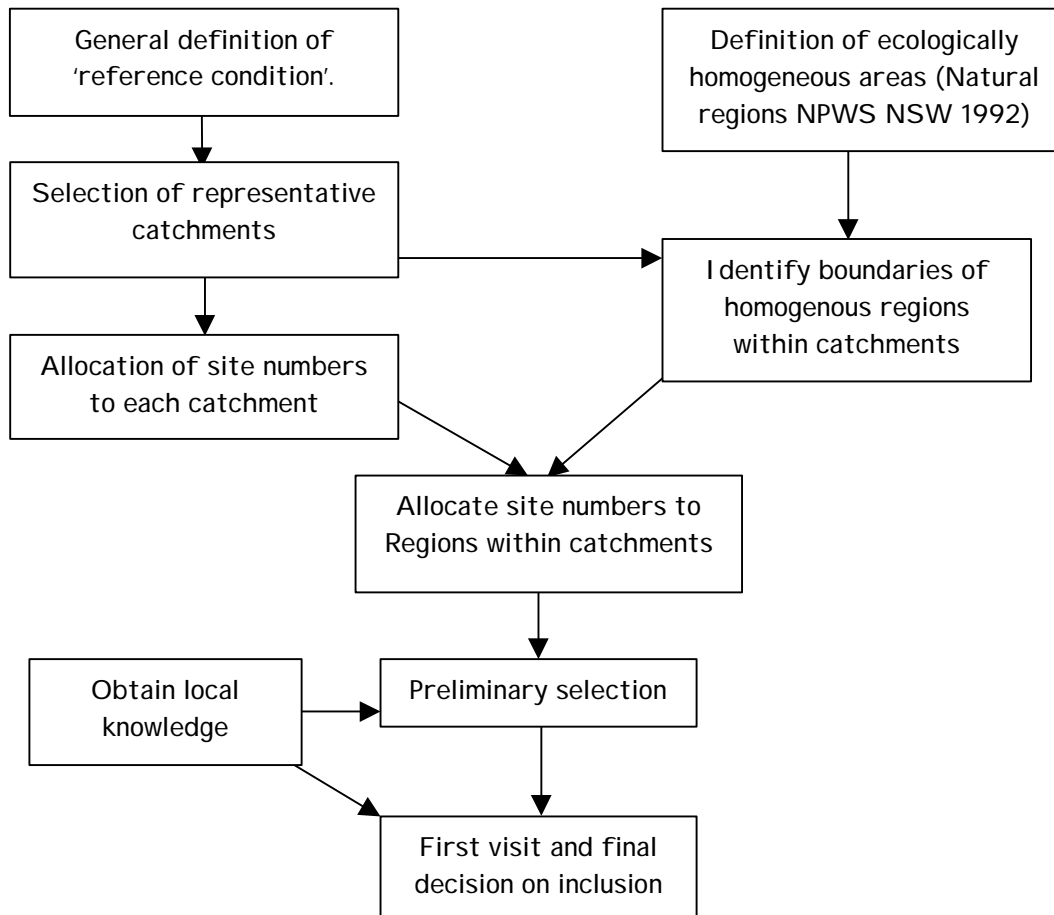 General definition of
‘reference condition’.
Definition of ecologically
homogeneous areas (Natural
regions NPWS NSW 1992)
Selection of representative
catchments
Identify boundaries of
homogenous regions
within catchments
Allocation of site numbers
to each catchment
Allocate site numbers to
Regions within catchments
Obtain local
knowledge
Preliminary selection
First visit and final
decision on inclusion